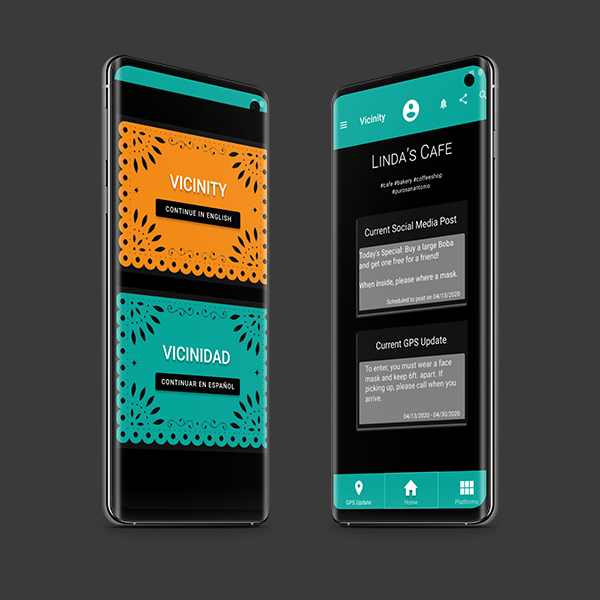 VICINITY
CONTINUE IN ENGLISH
VICINIDAD
CONTINUAR EN ESPAÑOL
Vicinity
LINDA'S CAFE
#cafe #bakery #coffeeshop
#purosanantonio
Current Social Media Post
Today's Special: Buy a large Boba
and get one free for a friend!
When inside, please where a mask.
Scheduled to post on 04/13/2020
Current GPS Update
To enter, you must wear a face
mask and keep 6ft. apart. If
picking up, please call when you
arrive.
04/13/2020 - 04/30/2020
GPS Update
Home
Platforms